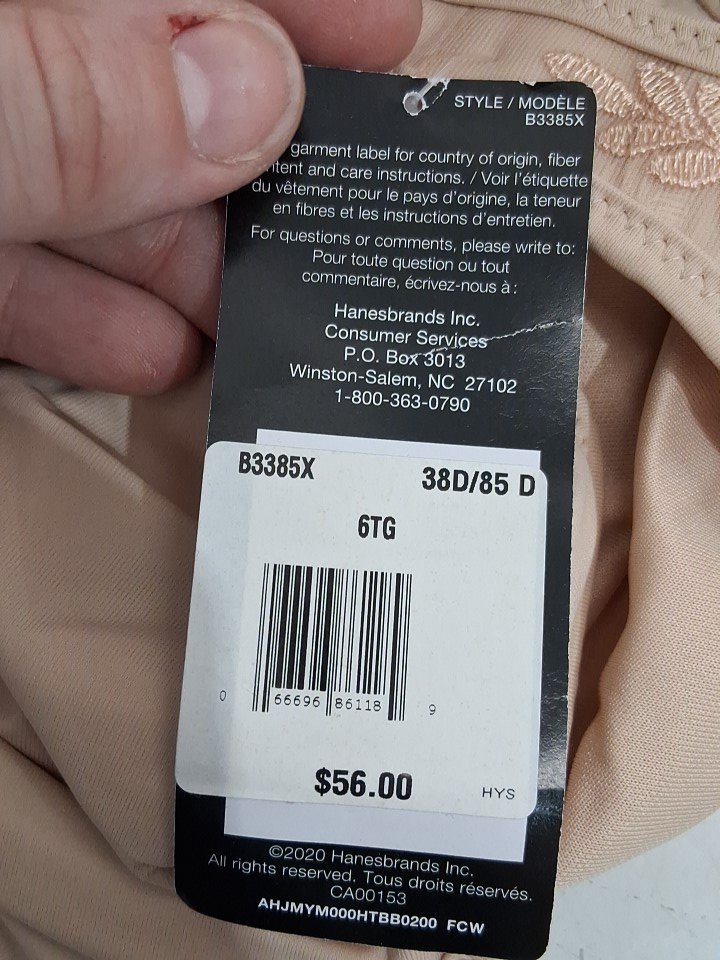 STYLE / MODÈLE
B3385X
garment label for country of origin, fiber
and care instructions. / Voir l'étiquette
du vêtement pour le pays d'origine, la teneur
en fibres et les instructions d'entretien.
For questions or comments, please write to:
Pour toute question ou tout
commentaire, écrivez-nous à :
Hanesbrands Inc.
Consumer Services
P.O. Box 3013
Winston-Salem, NC 27102
1-800-363-0790
B3385X 38D/85 D
6TG
0 66696 86118 9
$56.00 HYS
©2020 Hanesbrands Inc.
All rights reserved. Tous droits réservés.
CA00153
AHJMYM000HTBB0200 FCW